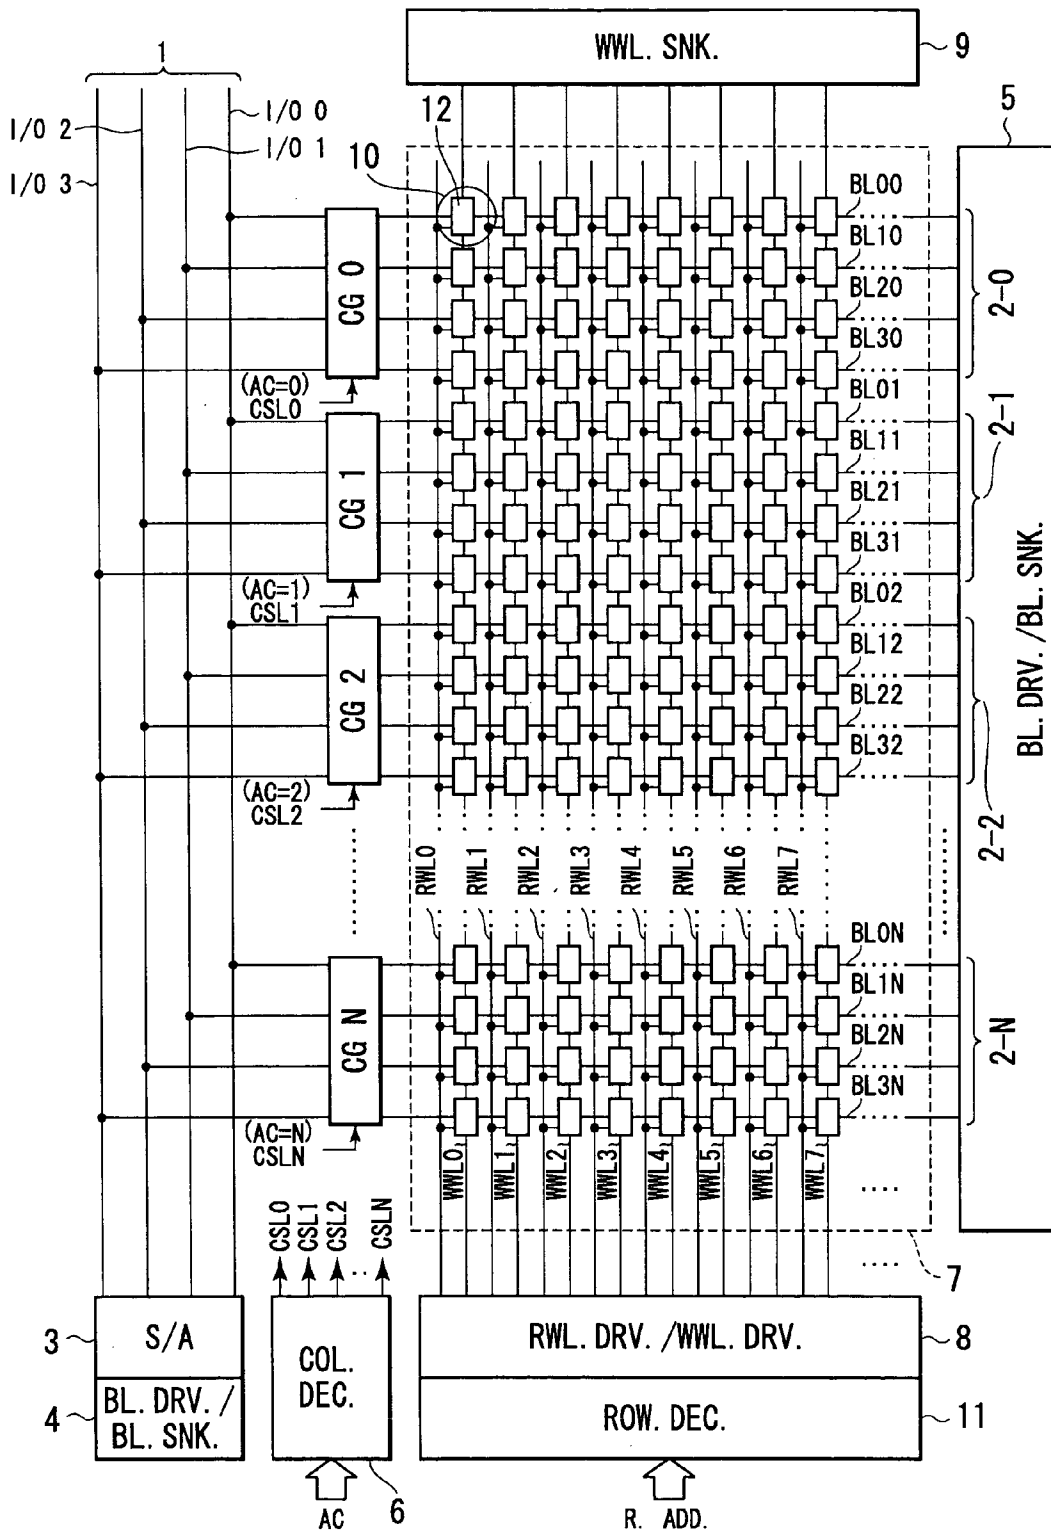 WWL. SNK.
9
1
I/O 0
I/O 2
I/O 1
I/O 3
12
10
5
BL00
BL10
BL20
BL30
CG 0
2-0
(AC=0)
CSL0
BL01
BL11
BL21
BL31
CG 1
2-1
(AC=1)
CSL1
BL02
BL12
BL22
BL32
CG 2
2-2
(AC=2)
CSL2
BL. DRV. /BL. SNK.
RWL0
RWL1
RWL2
RWL3
RWL4
RWL5
RWL6
RWL7
BL0N
BL1N
BL2N
BL3N
CG N
2-N
(AC=N)
CSLN
WWL0
WWL1
WWL2
WWL3
WWL4
WWL5
WWL6
WWL7
CSL0
CSL1
CSL2
CSLN
7
3
S/A
4
BL. DRV. /
BL. SNK.
COL.
DEC.
6
AC
RWL. DRV. /WWL. DRV.
8
ROW. DEC.
11
R. ADD.